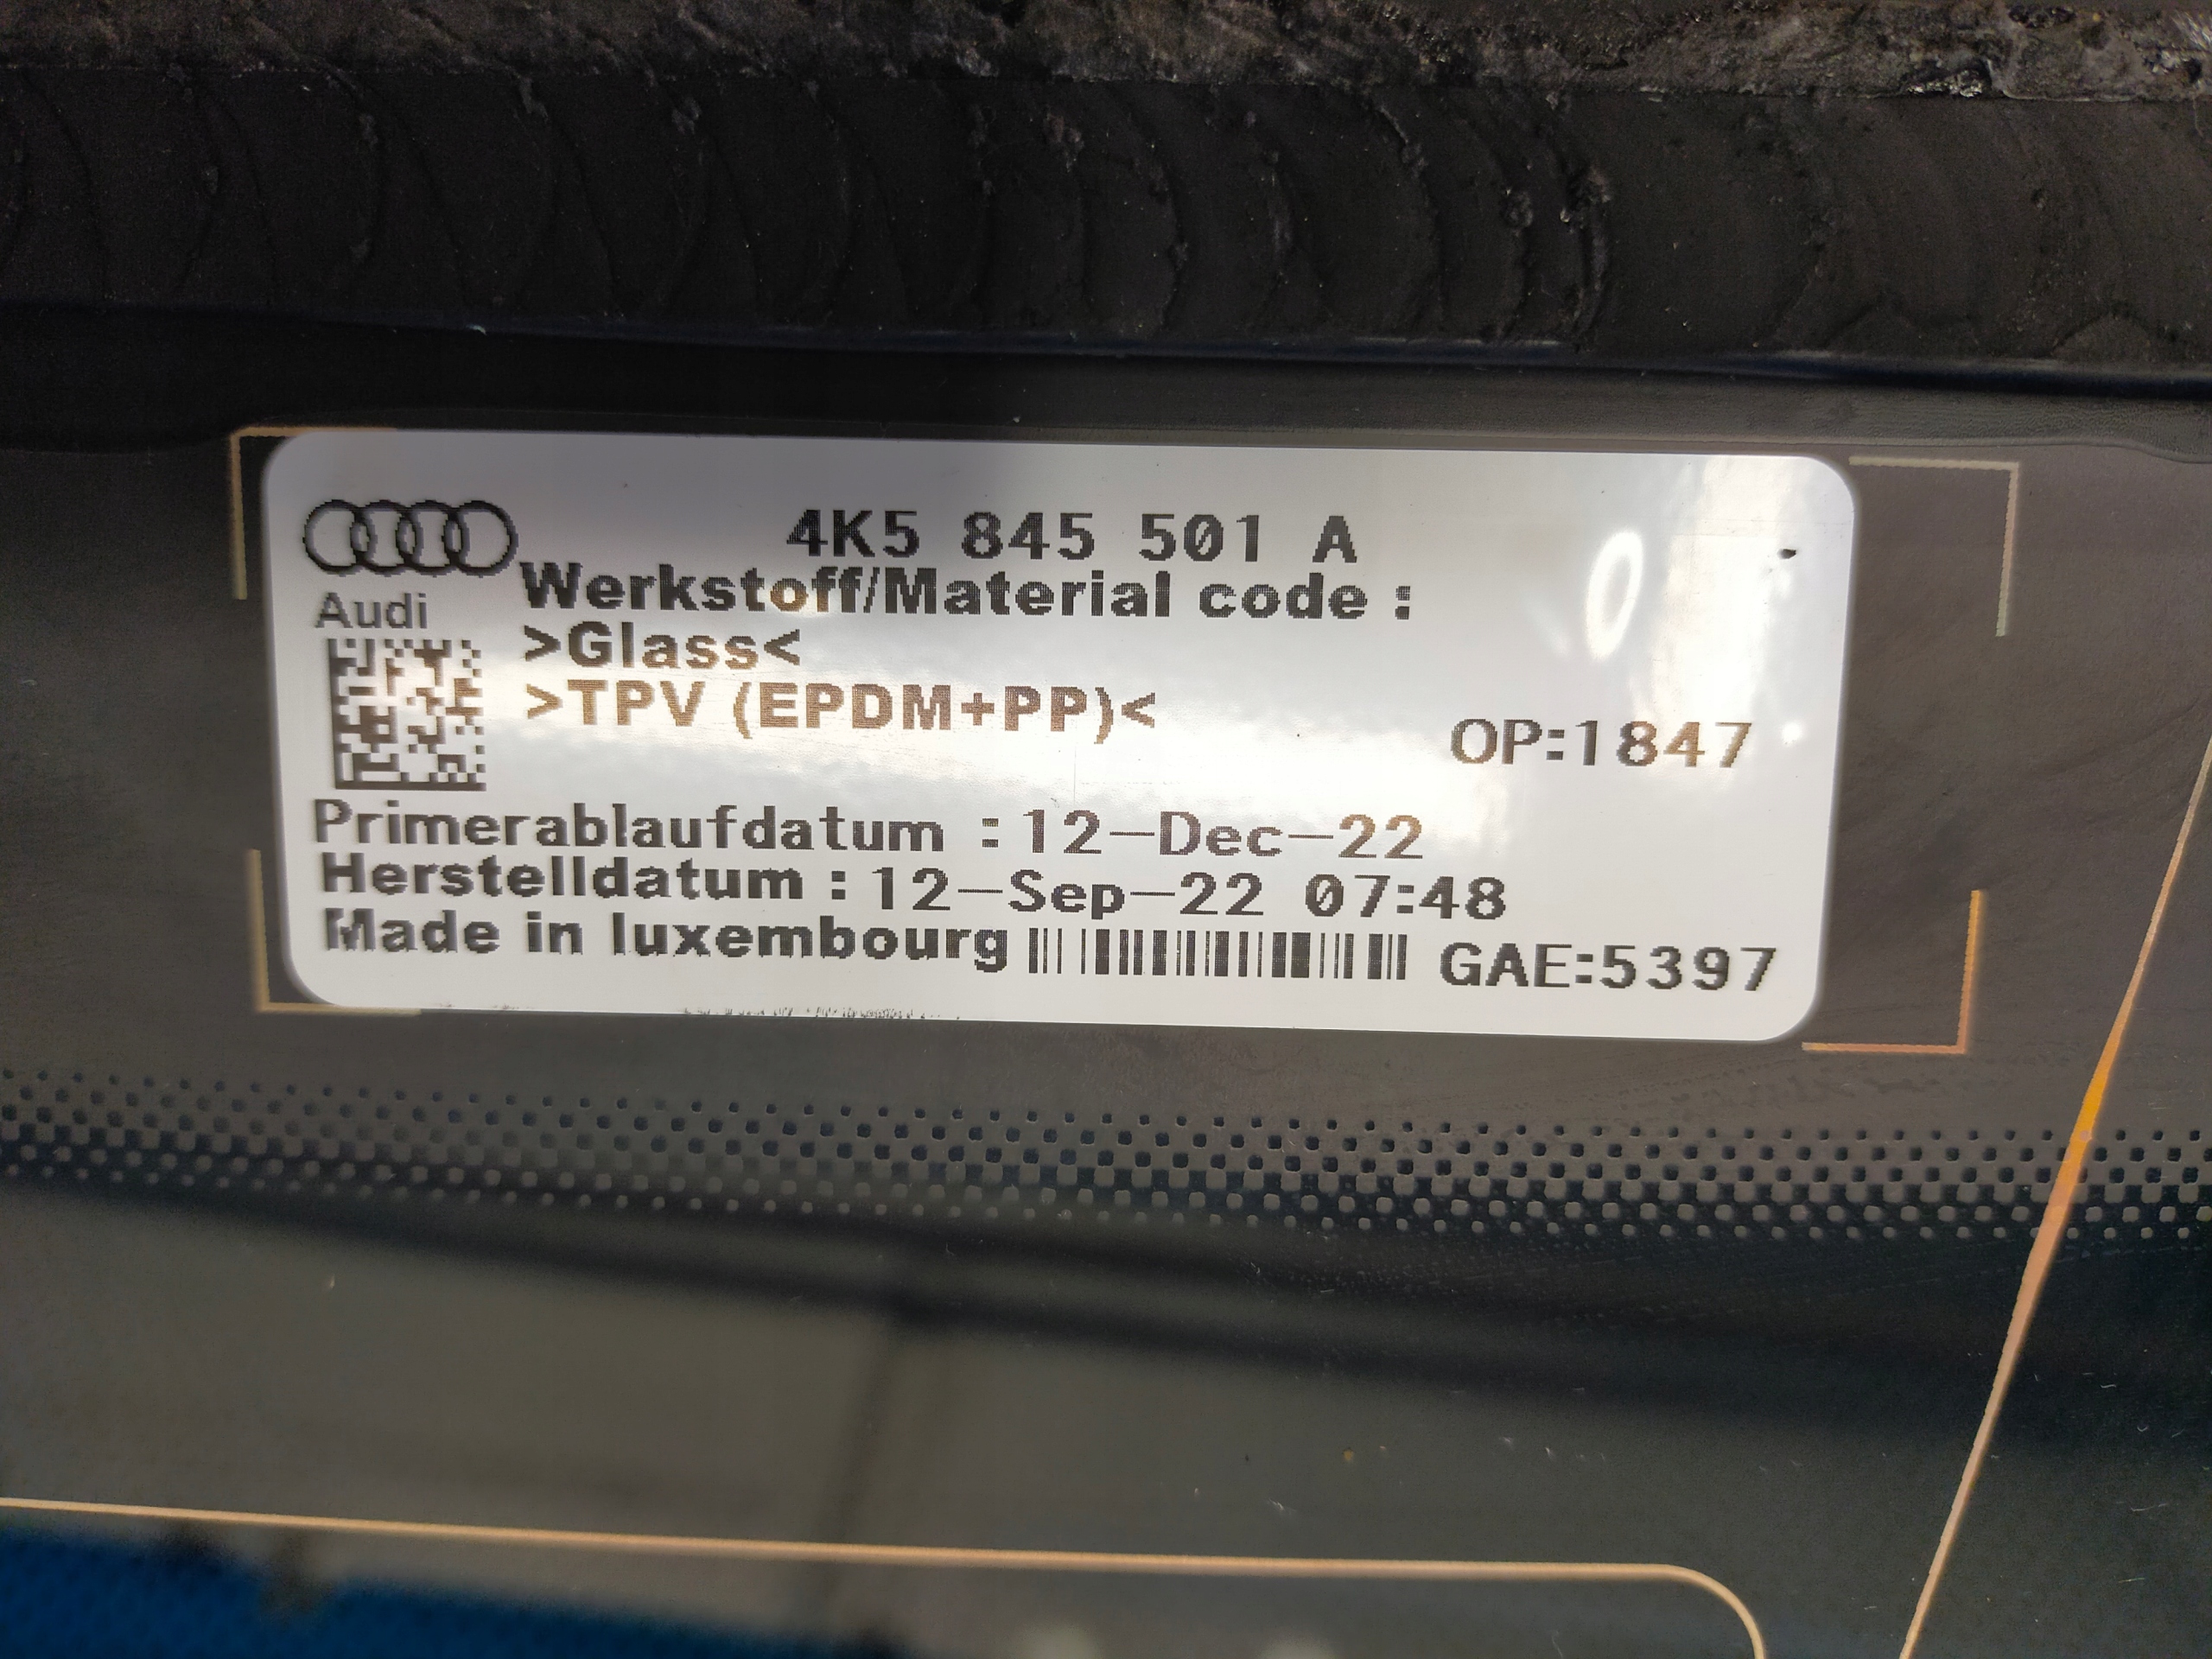 4K5 845 501 A
Audi
Werkstoff/Material code :
>Glass<
>TPV (EPDM+PP)<
OP:1847
Primerablaufdatum : 12-Dec-22
Herstelldatum : 12-Sep-22 07:48
Made in luxembourg
GAE:5397